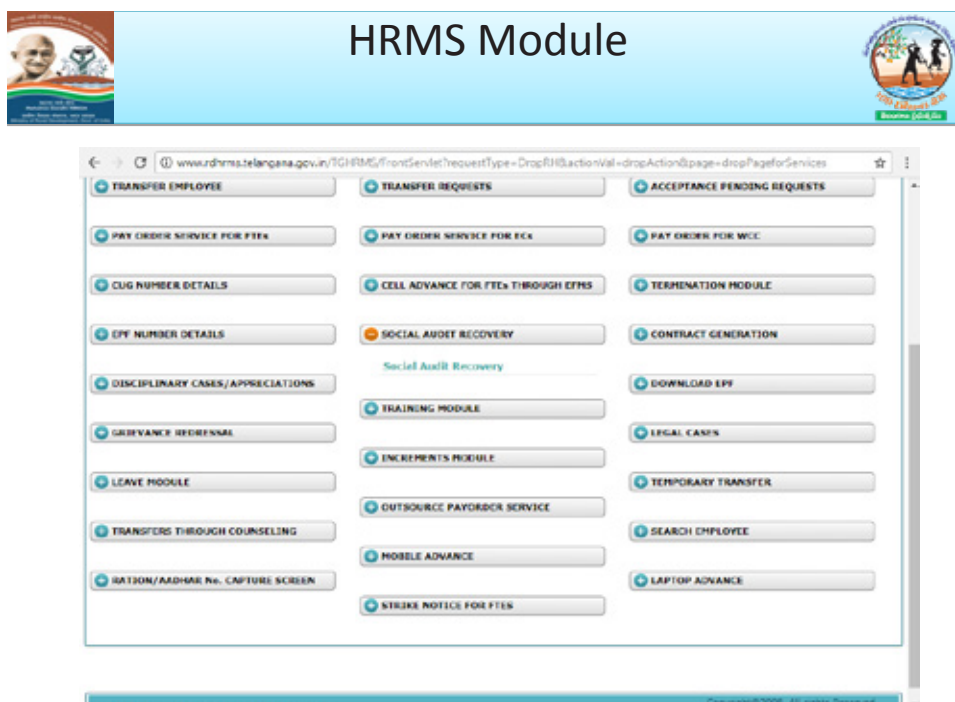 HRMS Module
www.rdhrms.telangana.gov.in/TGHRMS/FrontServlet?requestType=DropRH&actionVal=dropAction&page=dropPageforServices
TRANSFER EMPLOYEE
TRANSFER REQUESTS
ACCEPTANCE PENDING REQUESTS
PAY ORDER SERVICE FOR FTEs
PAY ORDER SERVICE FOR ECs
PAY ORDER FOR WCC
CUG NUMBER DETAILS
CELL ADVANCE FOR FTEs THROUGH EFMS
TERMINATION MODULE
EPF NUMBER DETAILS
SOCIAL AUDIT RECOVERY
CONTRACT GENERATION
Social Audit Recovery
DISCIPLINARY CASES/APPRECIATIONS
DOWNLOAD EPF
TRAINING MODULE
GRIEVANCE REDRESSAL
LEGAL CASES
INCREMENTS MODULE
LEAVE MODULE
TEMPORARY TRANSFER
OUTSOURCE PAYORDER SERVICE
TRANSFERS THROUGH COUNSELING
SEARCH EMPLOYEE
MOBILE ADVANCE
RATION/AADHAR No. CAPTURE SCREEN
LAPTOP ADVANCE
STRIKE NOTICE FOR FTES